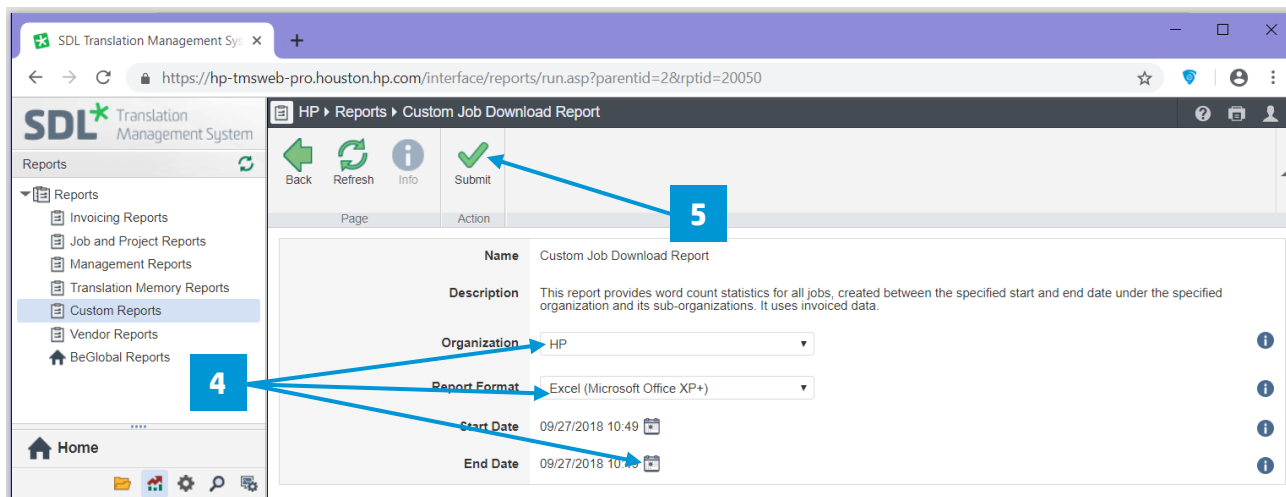 SDL Translation Management Sys
https://hp-tmsweb-pro.houston.hp.com/interface/reports/run.asp?parentid=2&rptid=20050
SDL Translation
Management System
HP Reports Custom Job Download Report
Reports
Back Refresh Info Submit
Page Action
5
Reports
Invoicing Reports
Job and Project Reports
Management Reports
Translation Memory Reports
Custom Reports
Vendor Reports
BeGlobal Reports
4
Home
Name Custom Job Download Report
Description This report provides word count statistics for all jobs, created between the specified start and end date under the specified
organization and its sub-organizations. It uses invoiced data.
Organization HP
Report Format Excel (Microsoft Office XP+)
Start Date 09/27/2018 10:49
End Date 09/27/2018 10:49